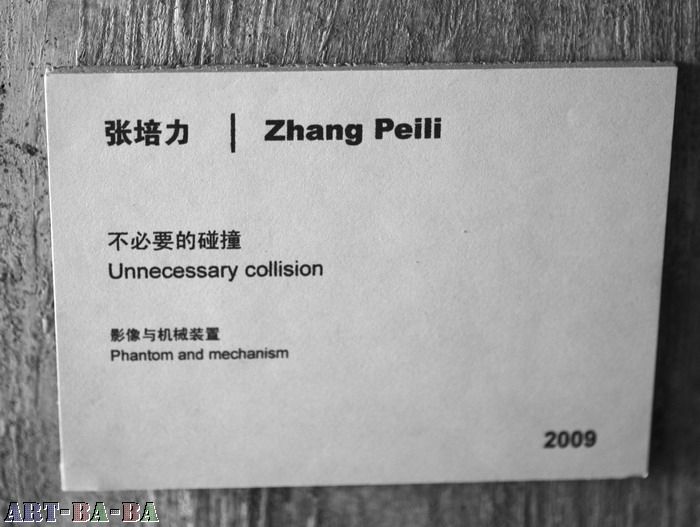 张培力 | Zhang Peili
不必要的碰撞
Unnecessary collision
影像与机械装置
Phantom and mechanism
2009
ART-BA-BA